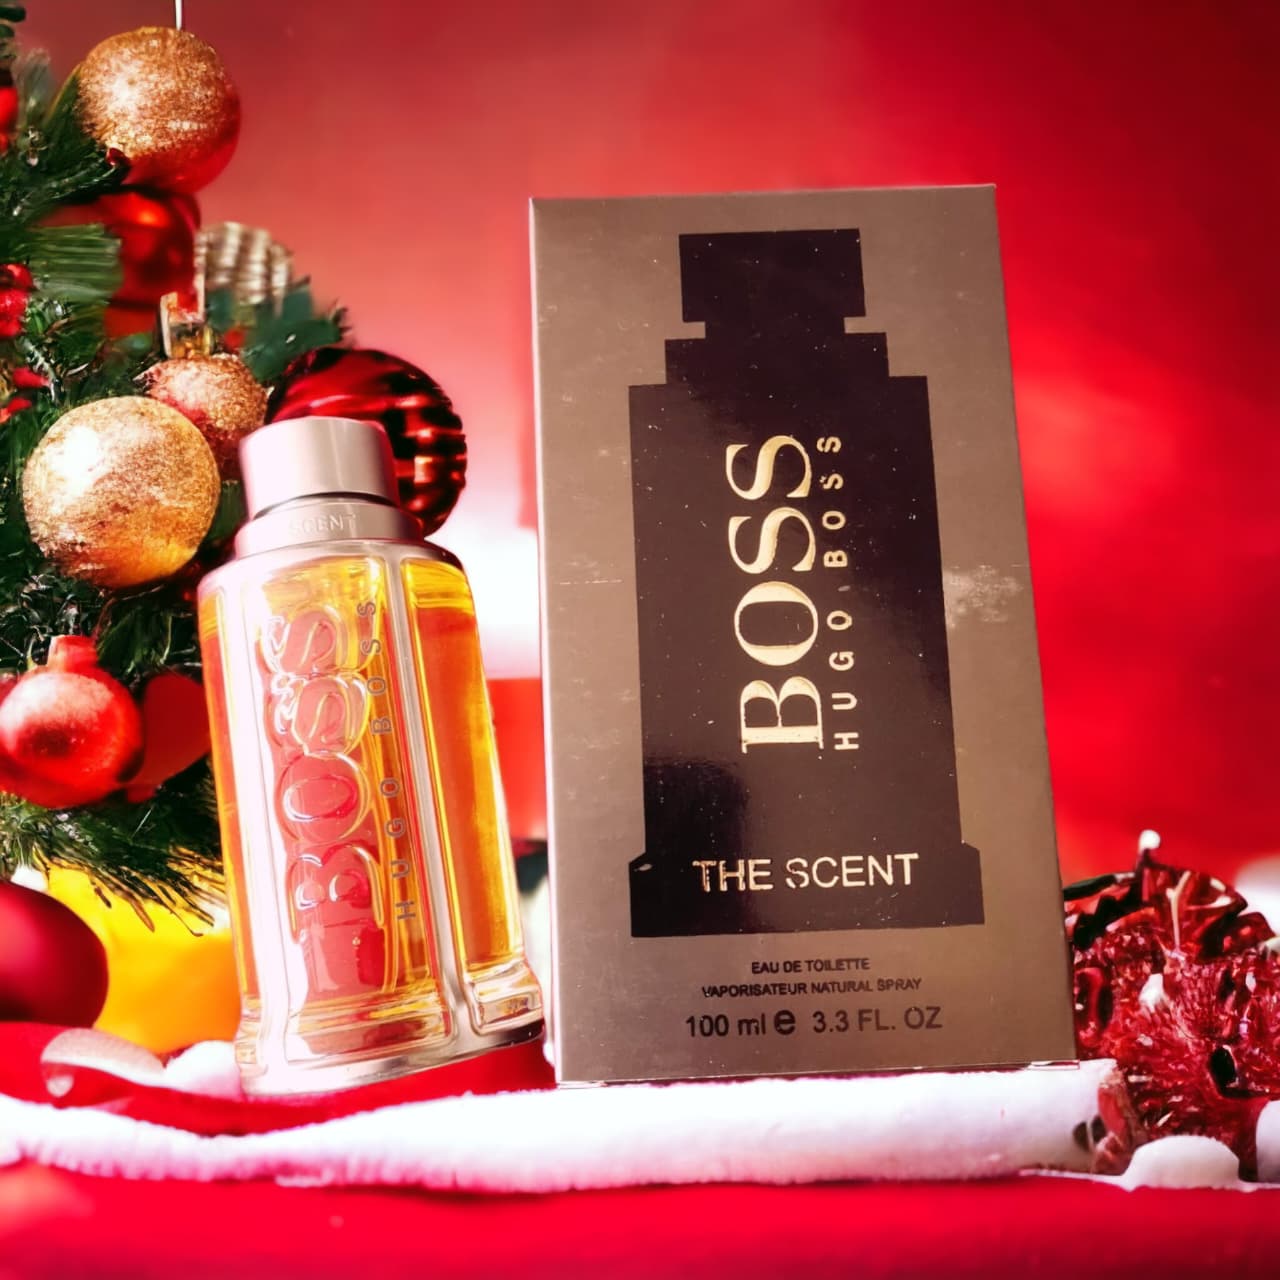 SCENT
BOSS
HUGO BOSS
BOSS
HUGO BOSS
THE SCENT
EAU DE TOILETTE
VAPORISATEUR NATURAL SPRAY
100 ml e 3.3 FL. OZ